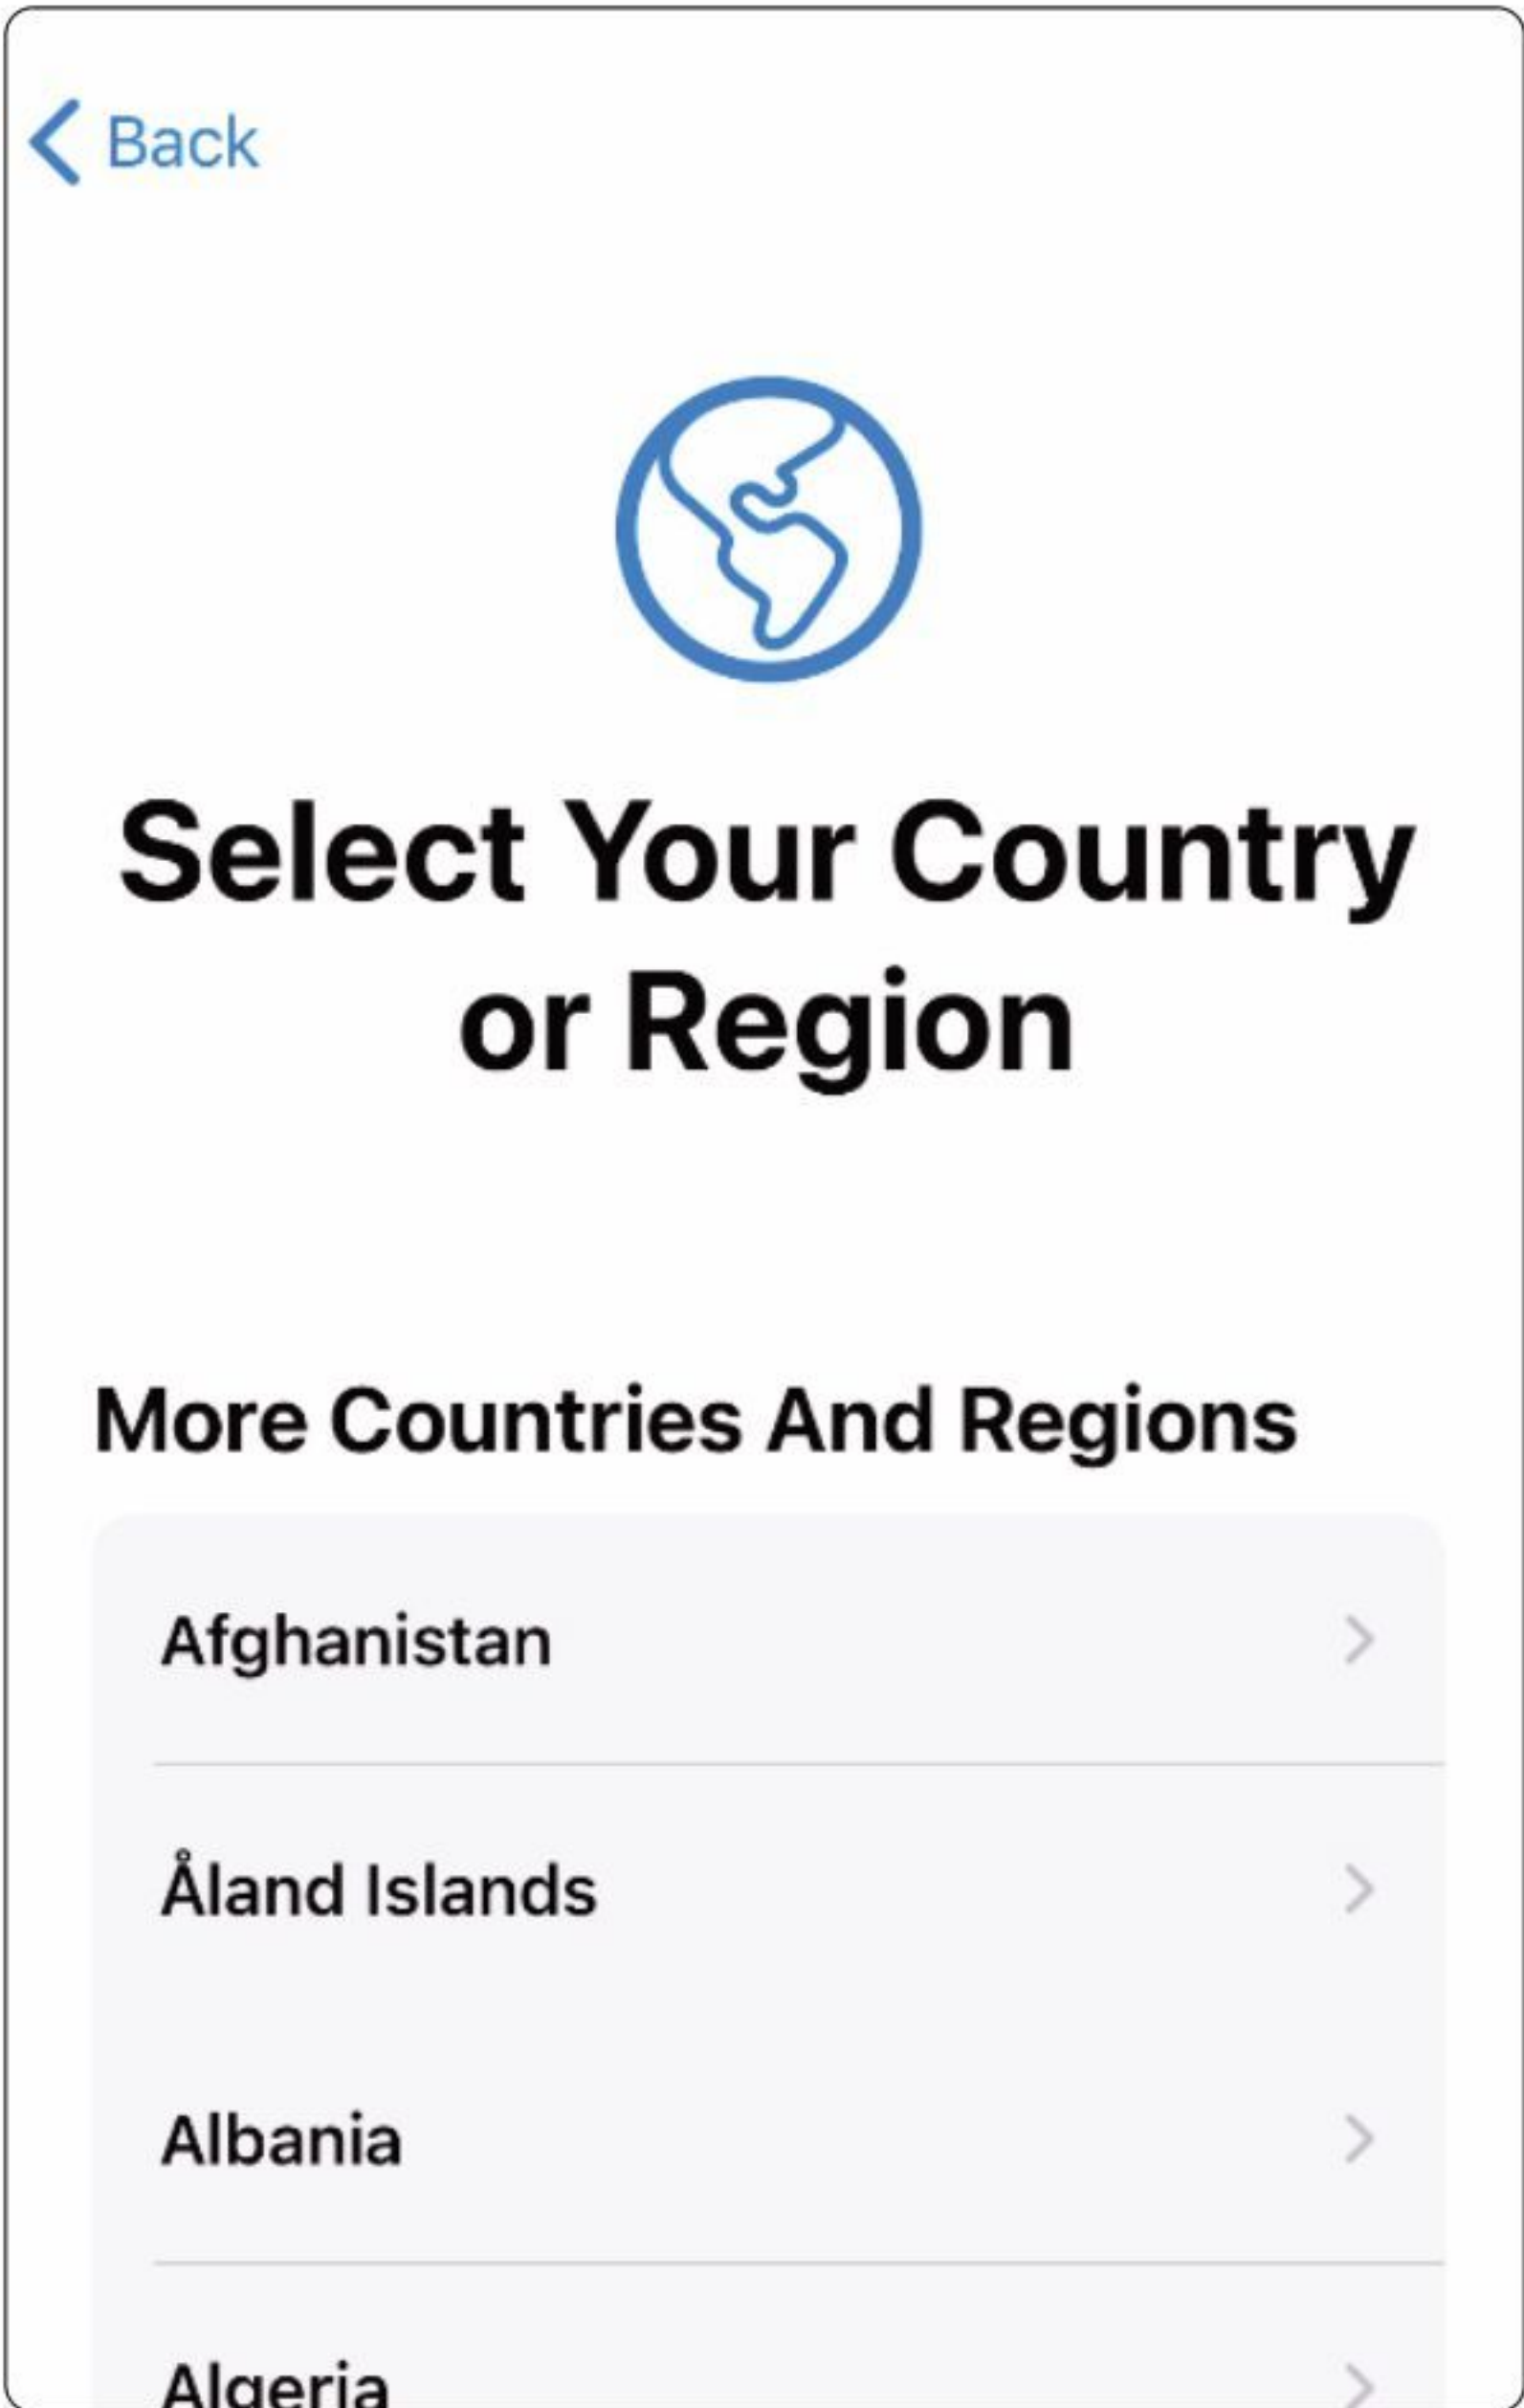 Back
Select Your Country
or Region
More Countries And Regions
Afghanistan
Åland Islands
Albania
Algeria